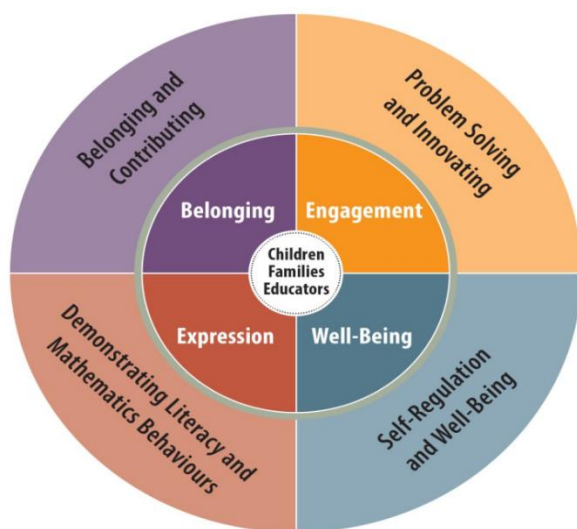 Belonging and
Contributing
Problem Solving
and Innovating
Belonging
Engagement
Children
Families
Educators
Expression
Well-Being
Demonstrating Literacy and
Mathematics Behaviours
Self-Regulation
and Well-Being